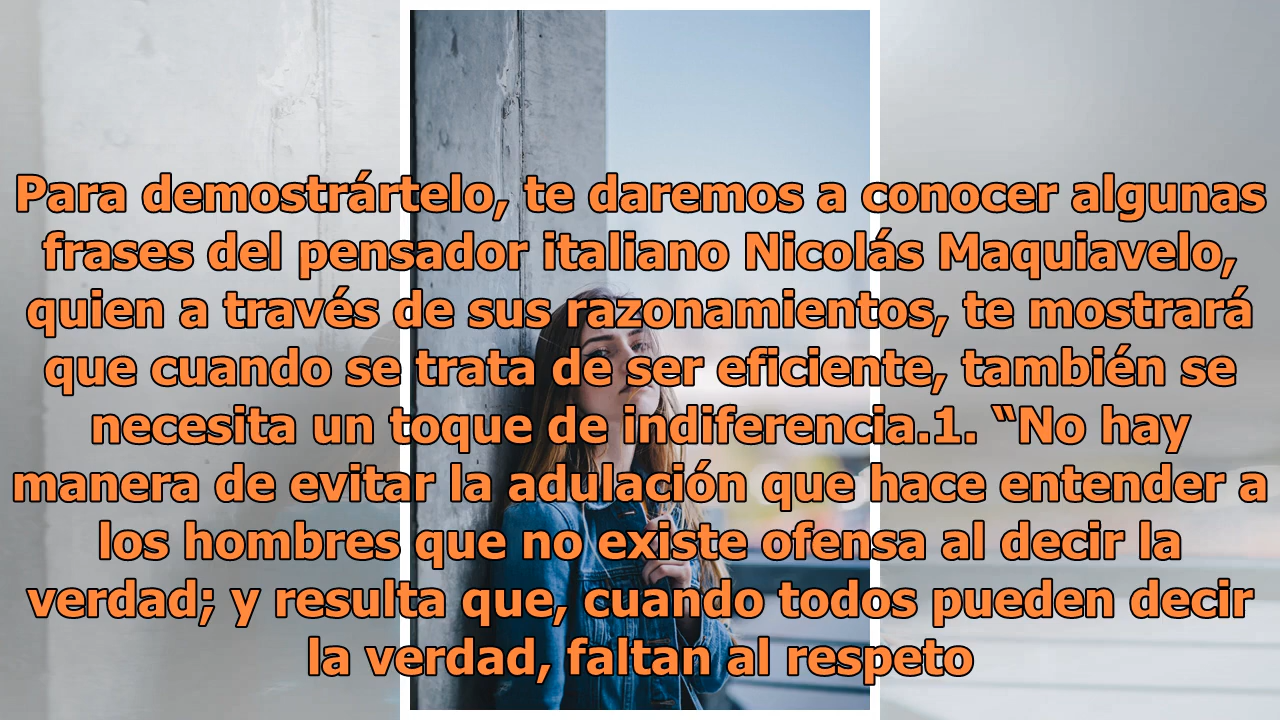 Para demostrártelo, te daremos a conocer algunas
frases del pensador italiano Nicolás Maquiavelo,
quien a través de sus razonamientos, te mostrará
que cuando se trata de ser eficiente, también se
necesita un toque de indiferencia.1. “No hay
manera de evitar la adulación que hace entender a
los hombres que no existe ofensa al decir la
verdad; y resulta que, cuando todos pueden decir
la verdad, faltan al respeto